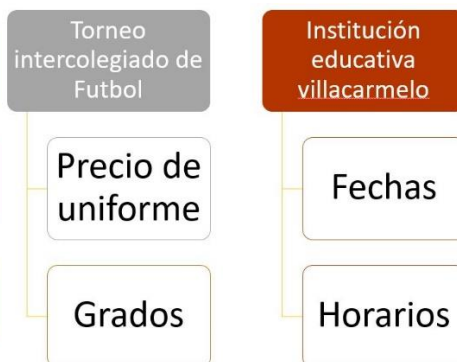 Torneo
intercolegiado de
Futbol
Precio de
uniforme
Grados
Institución
educativa
villacarmelo
Fechas
Horarios